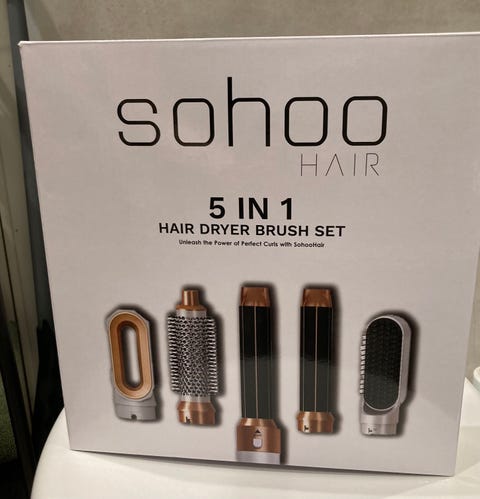 sohoo
HAIR
5 IN 1
HAIR DRYER BRUSH SET
Unleash the Power of Perfect Curls with SohooHair